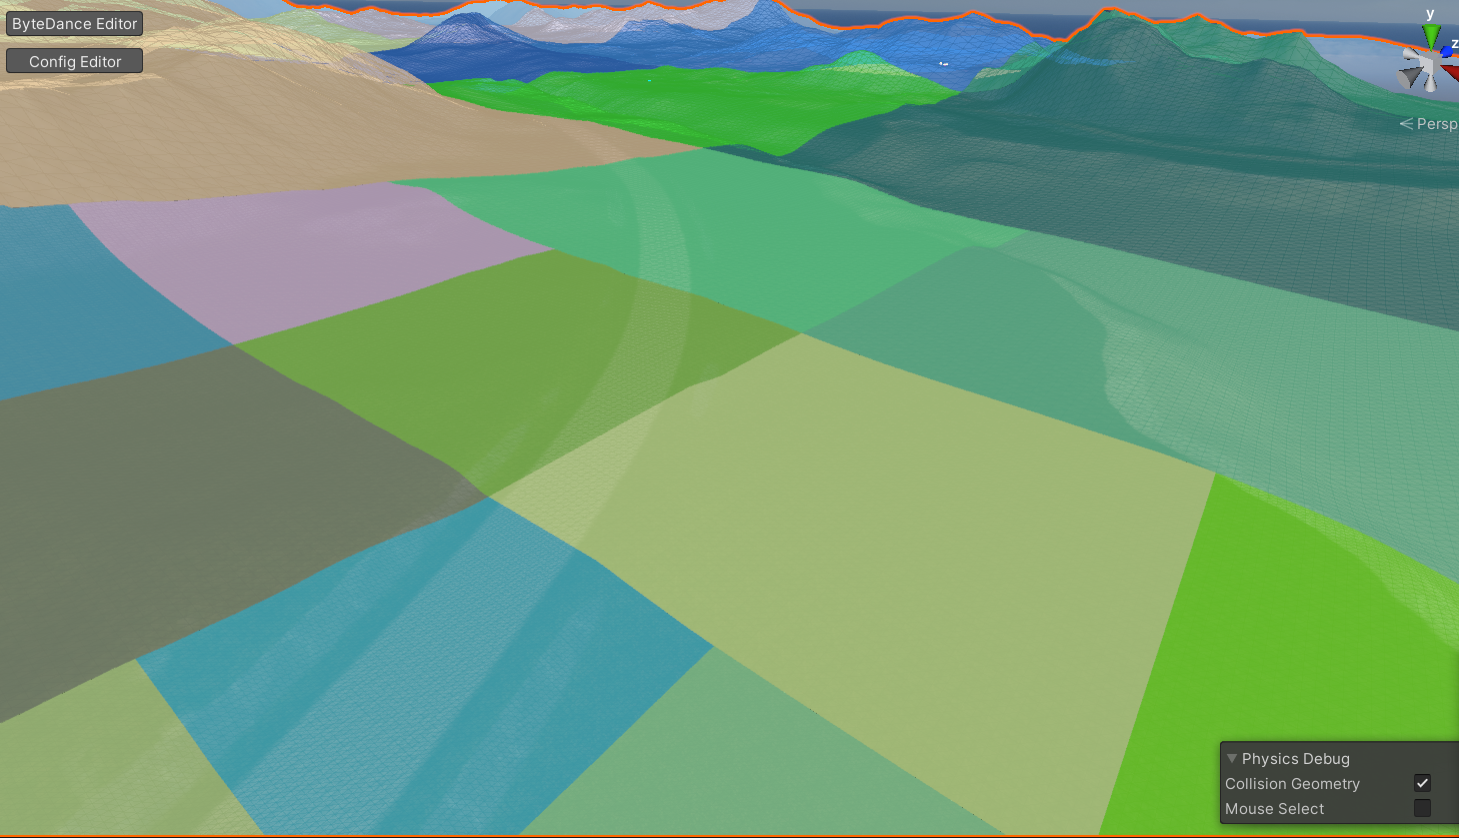 ByteDance Editor
Config Editor
y
z
< Persp
Physics Debug
Collision Geometry
Mouse Select